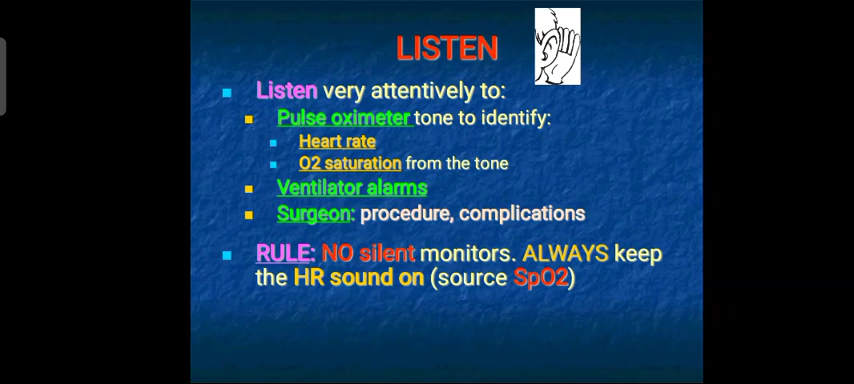 LISTEN
Listen very attentively to:
Pulse oximeter tone to identify:
Heart rate
O2 saturation from the tone
Ventilator alarms
Surgeon: procedure, complications
RULE: NO silent monitors. ALWAYS keep
the HR sound on (source SpO2)